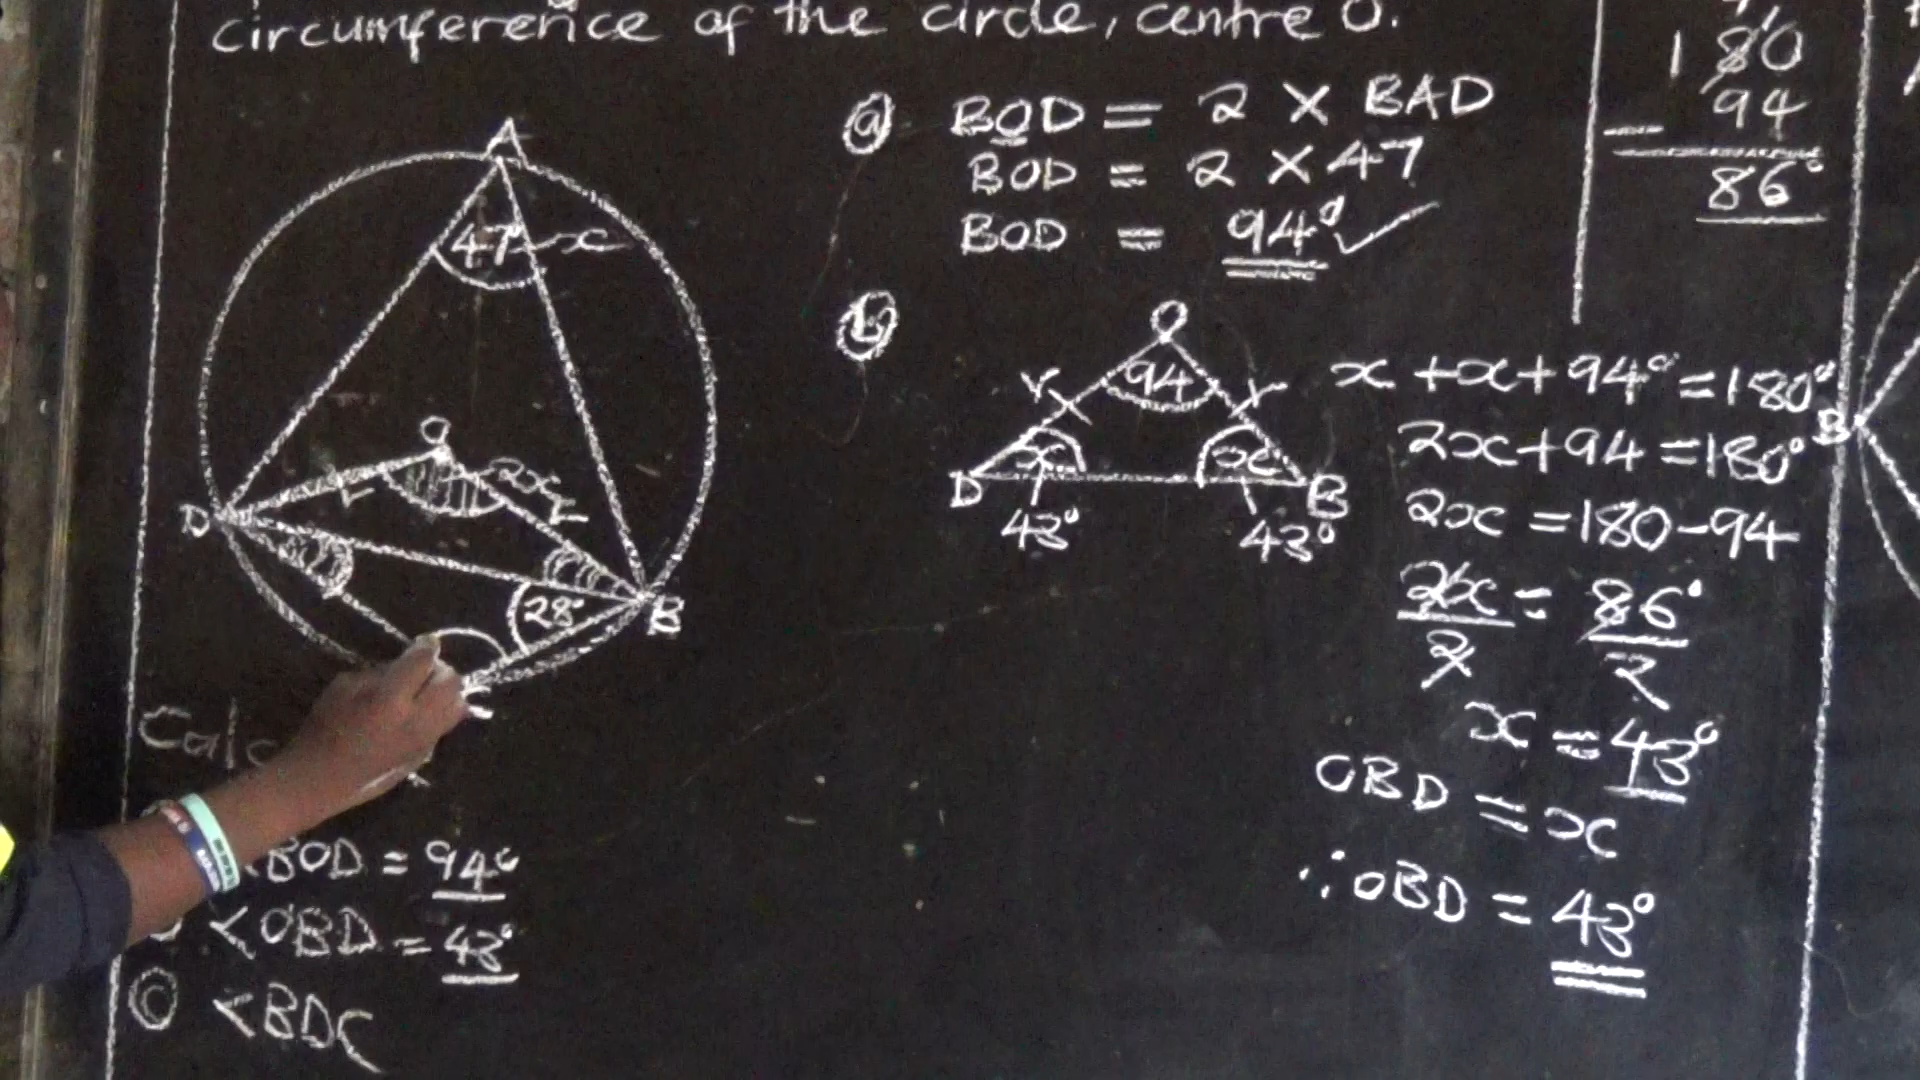 circumference of the circle, centre O.
A
47° x
O
r 2x r
D
28°
B
C
Calc
<BOD = 94°
<OBD = 43°
(c) <BDC
(a) BOD = 2 X BAD
BOD = 2 X 47
BOD = 94° ✓
(b)
O
94
r r
x x
D B
43° 43°
x + x + 94° = 180°
2x + 94 = 180°
2x = 180 - 94
2x = 86°
2 2
x = 43°
OBD = x
∴ OBD = 43°
180
- 94
86°
B